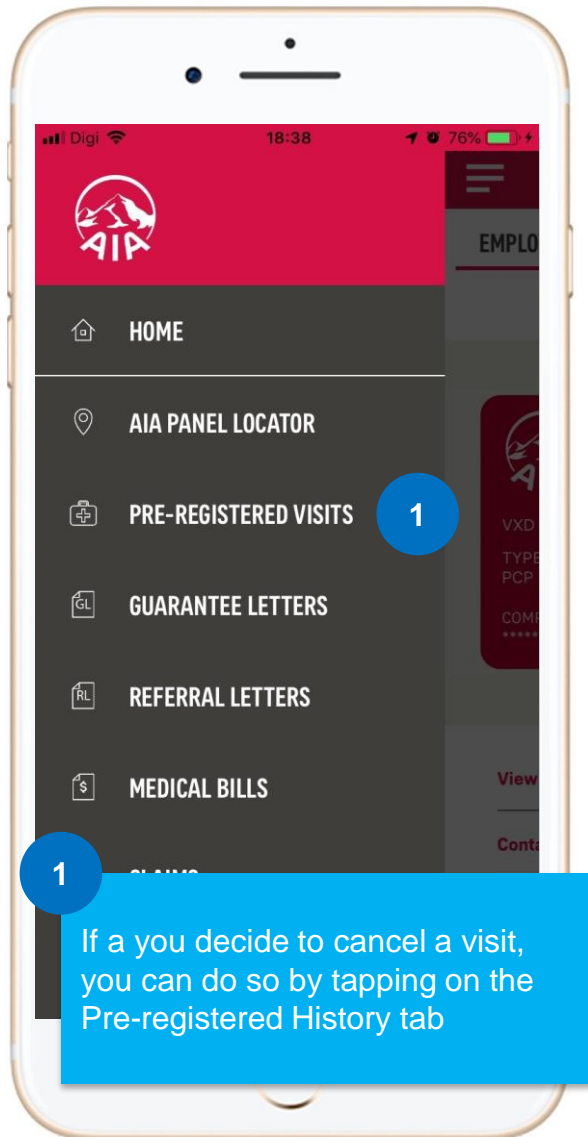 Digi 18:38 76%
AIA
EMPLO
HOME
AIA PANEL LOCATOR
PRE-REGISTERED VISITS 1
VXD
TYPE
PCP
GL GUARANTEE LETTERS
COMP
RL REFERRAL LETTERS
$ MEDICAL BILLS
View
Conta
1
CLAIMS
If a you decide to cancel a visit,
you can do so by tapping on the
Pre-registered History tab